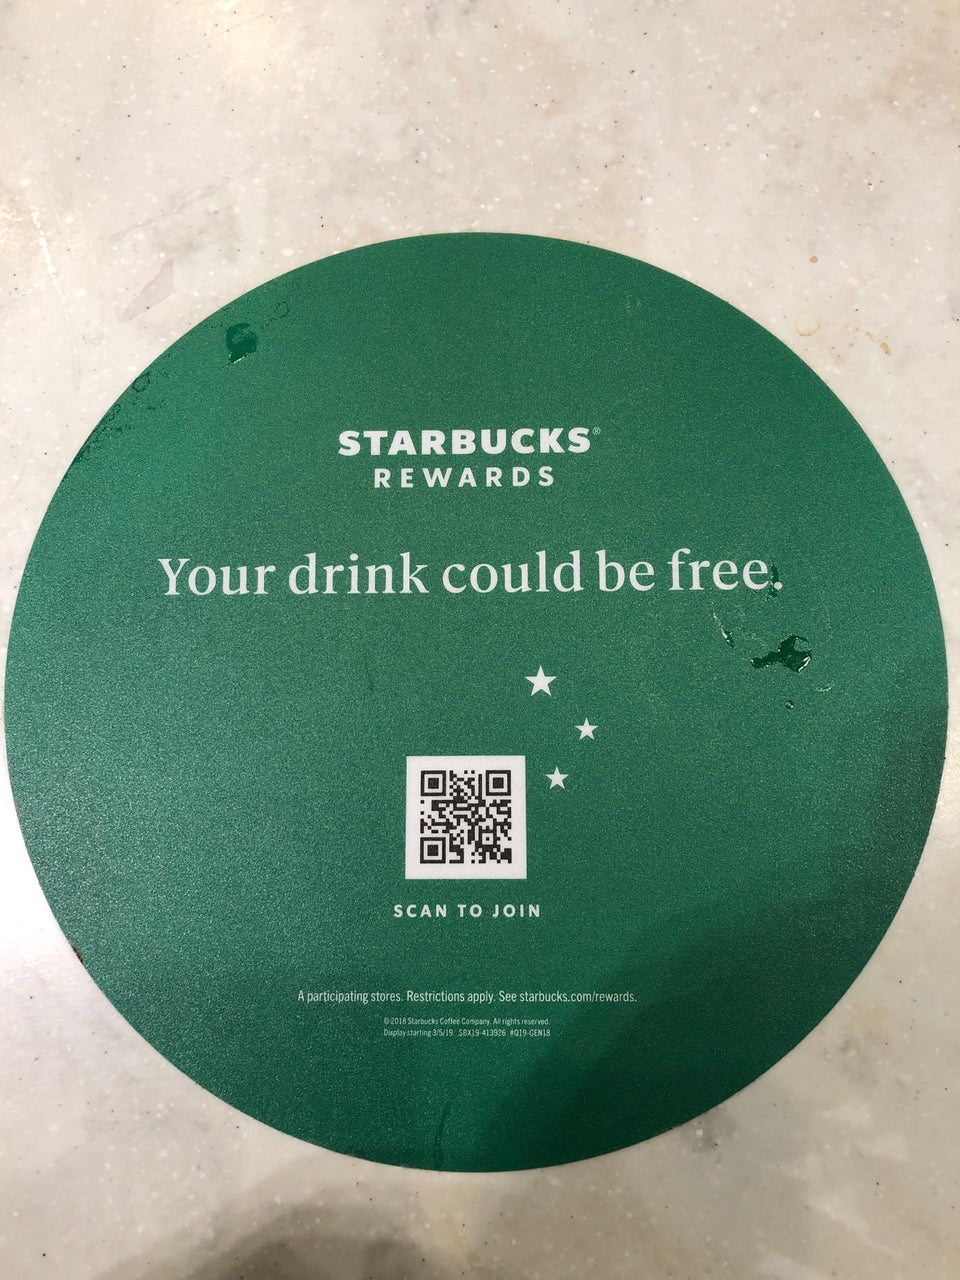 STARBUCKS®
REWARDS
Your drink could be free.
SCAN TO JOIN
A participating stores. Restrictions apply. See starbucks.com/rewards.
© 2018 Starbucks Coffee Company. All rights reserved.
Display starting 3/5/19. SBX19-413926 #Q19-GEN18